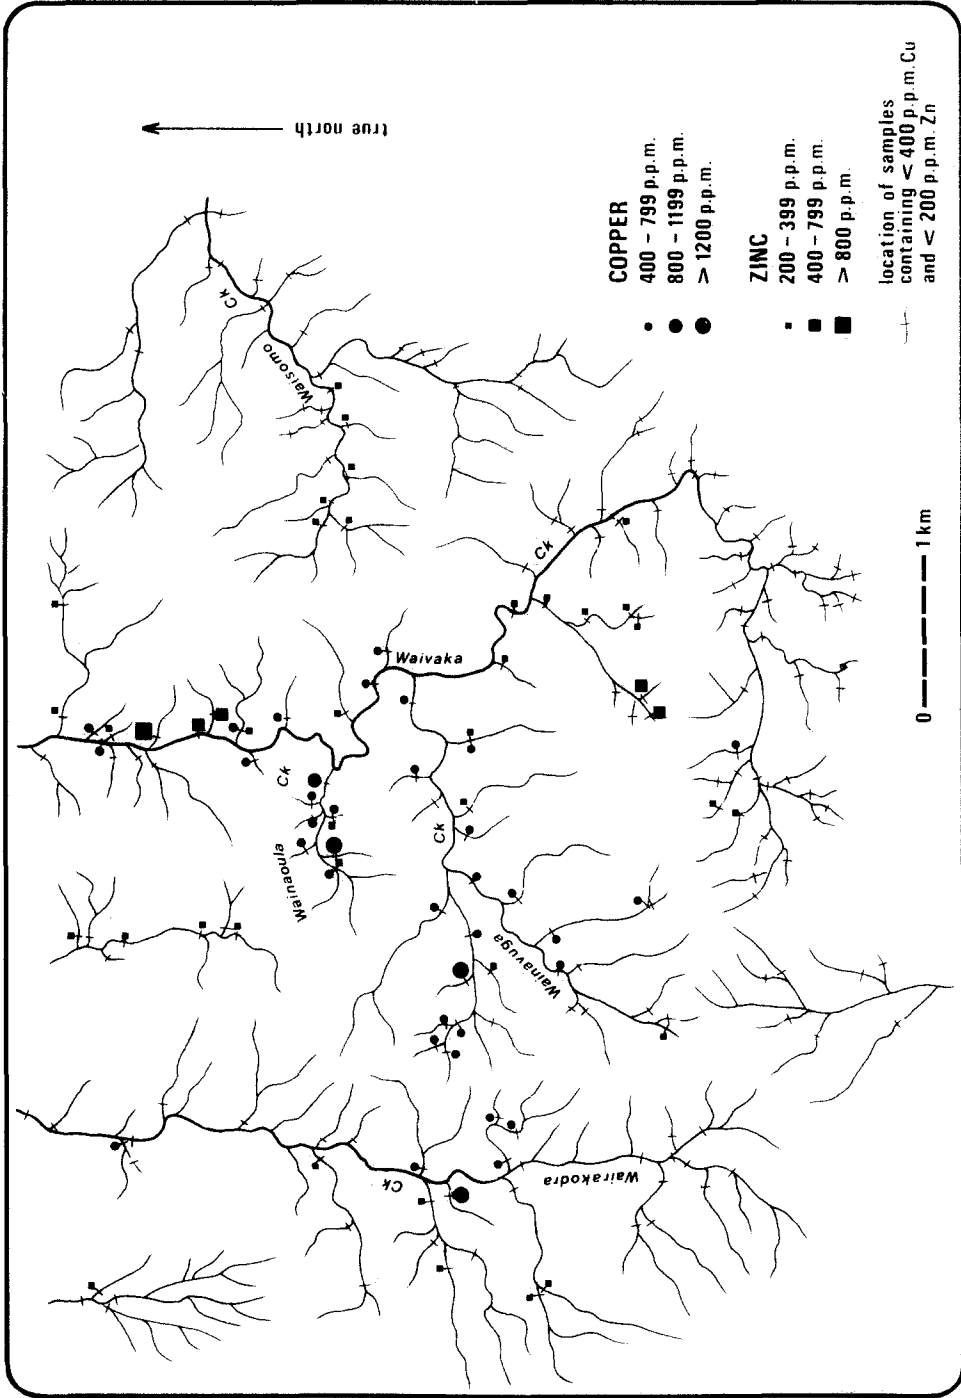 true north
Ck
Waisomo
COPPER
400 - 799 p.p.m.
800 - 1199 p.p.m.
> 1200 p.p.m.
ZINC
200 - 399 p.p.m.
400 - 799 p.p.m.
> 800 p.p.m.
location of samples
containing < 400 p.p.m. Cu
and < 200 p.p.m. Zn
0
1 km
Ck
Waivaka
Ck
Wainaoula
Ck
Wainavuga
Ck
Wairakodra